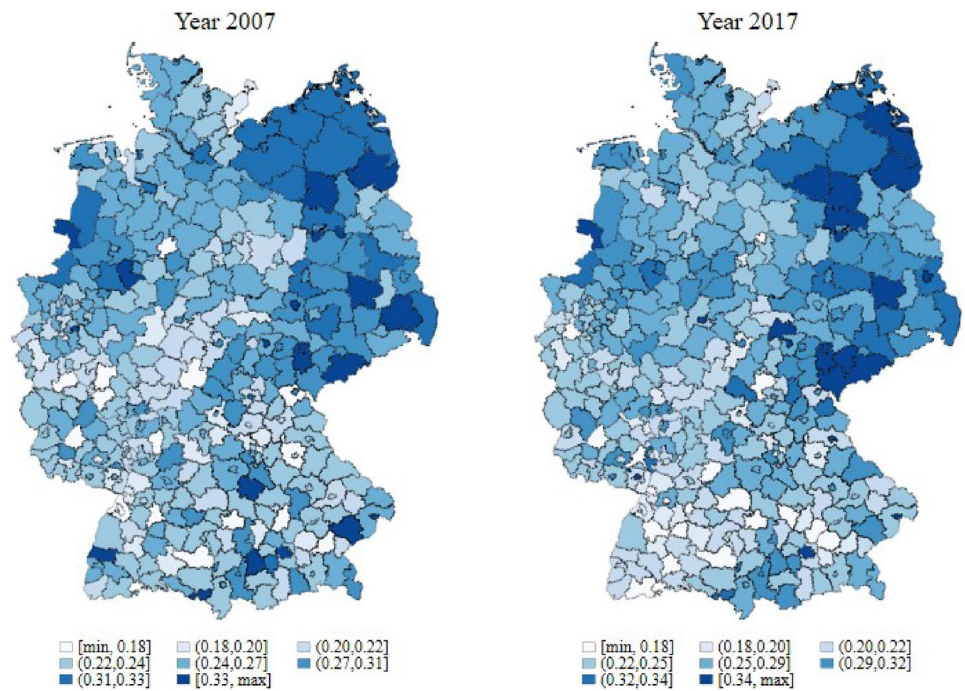 Year 2007
Year 2017
[min, 0.18] (0.18,0.20] (0.20,0.22]
(0.22,0.24] (0.24,0.27] (0.27,0.31]
(0.31,0.33] [0.33, max]
[min, 0.18] (0.18,0.20] (0.20,0.22]
(0.22,0.25] (0.25,0.29] (0.29,0.32]
(0.32,0.34] [0.34, max]